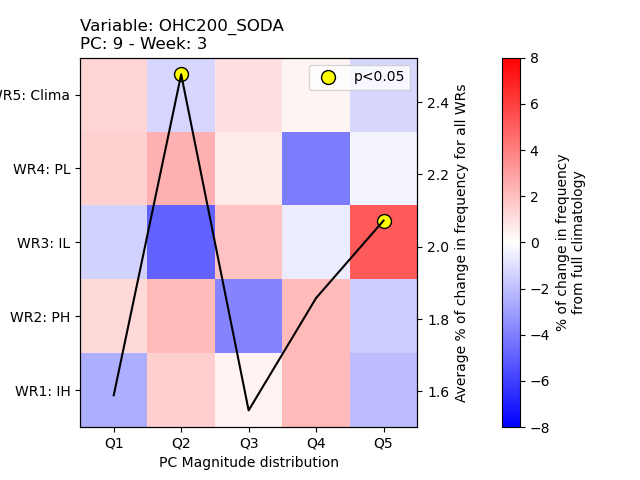 Variable: OHC200_SODA
PC: 9 - Week: 3
p<0.05
WR5: Clima
WR4: PL
WR3: IL
WR2: PH
WR1: IH
Q1 Q2 Q3 Q4 Q5
PC Magnitude distribution
2.4
2.2
2.0
1.8
1.6
Average % of change in frequency for all WRs
8
6
4
2
0
−2
−4
−6
−8
% of change in frequency
from full climatology